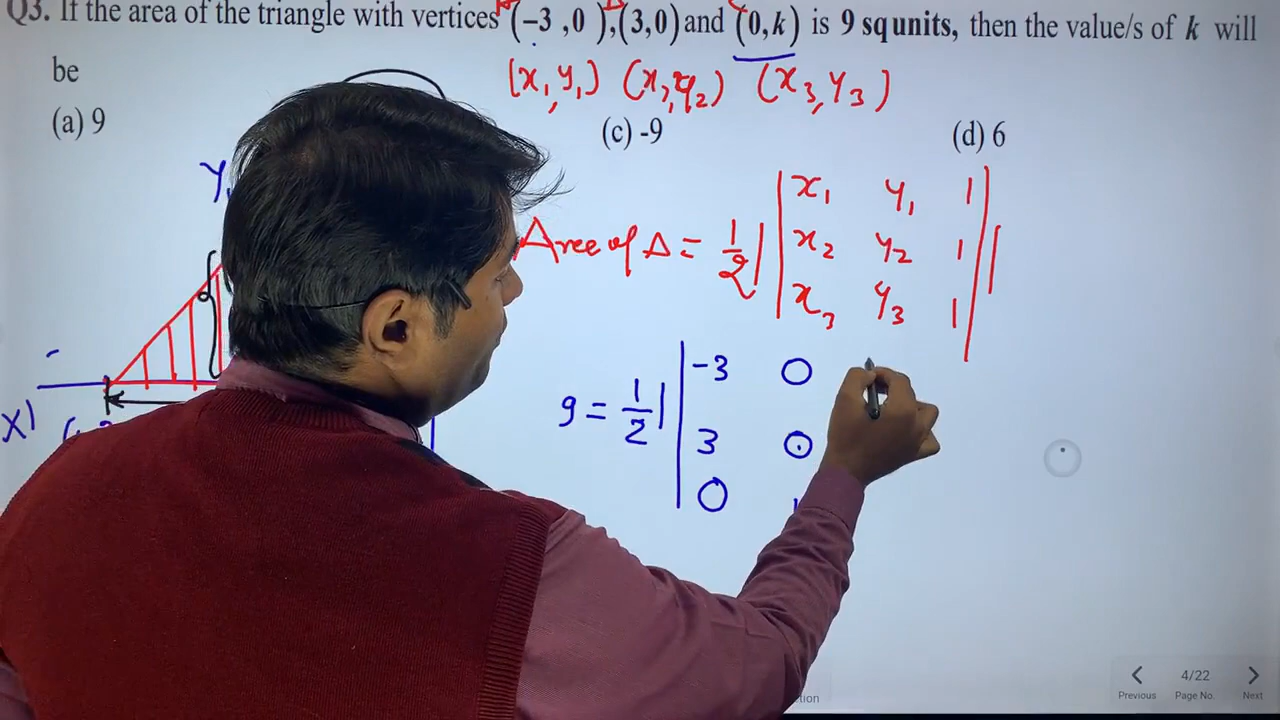 Q3. If the area of the triangle with vertices (-3 ,0 ),(3,0) and (0,k) is 9 squnits, then the value/s of k will
be
(x₁,y₁) (x₂,y₂) (x₃,y₃)
(a) 9 (c) -9 (d) 6
Y
Area of Δ = 1/2 | | x₁ y₁ 1 | |
| x₂ y₂ 1 |
| x₃ y₃ 1 |
9 = 1/2 | | -3 0
3 0
0
X'
4/22
Previous Page No. Next